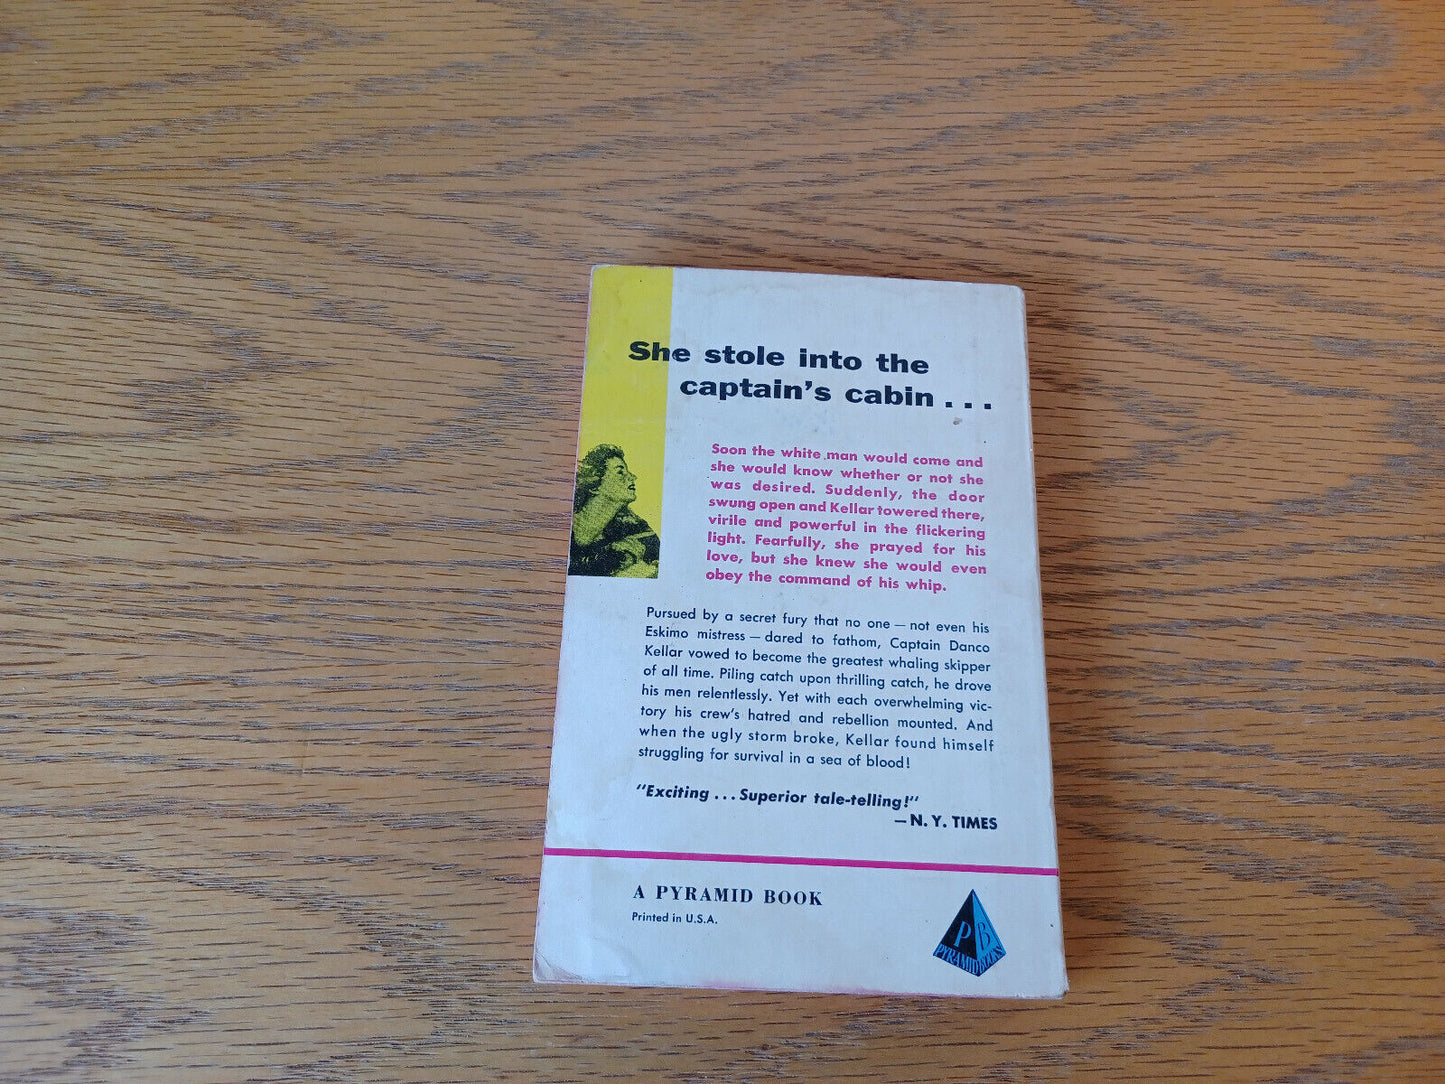 She stole into the
captain's cabin . . .
Soon the white man would come and
she would know whether or not she
was desired. Suddenly, the door
swung open and Kellar towered there,
virile and powerful in the flickering
light. Fearfully, she prayed for his
love, but she knew she would even
obey the command of his whip.
Pursued by a secret fury that no one — not even his
Eskimo mistress — dared to fathom, Captain Danco
Kellar vowed to become the greatest whaling skipper
of all time. Piling catch upon thrilling catch, he drove
his men relentlessly. Yet with each overwhelming vic-
tory his crew's hatred and rebellion mounted. And
when the ugly storm broke, Kellar found himself
struggling for survival in a sea of blood!
"Exciting . . . Superior tale-telling!"
—N. Y. TIMES
A PYRAMID BOOK
Printed in U.S.A.
P B
PYRAMID BOOKS